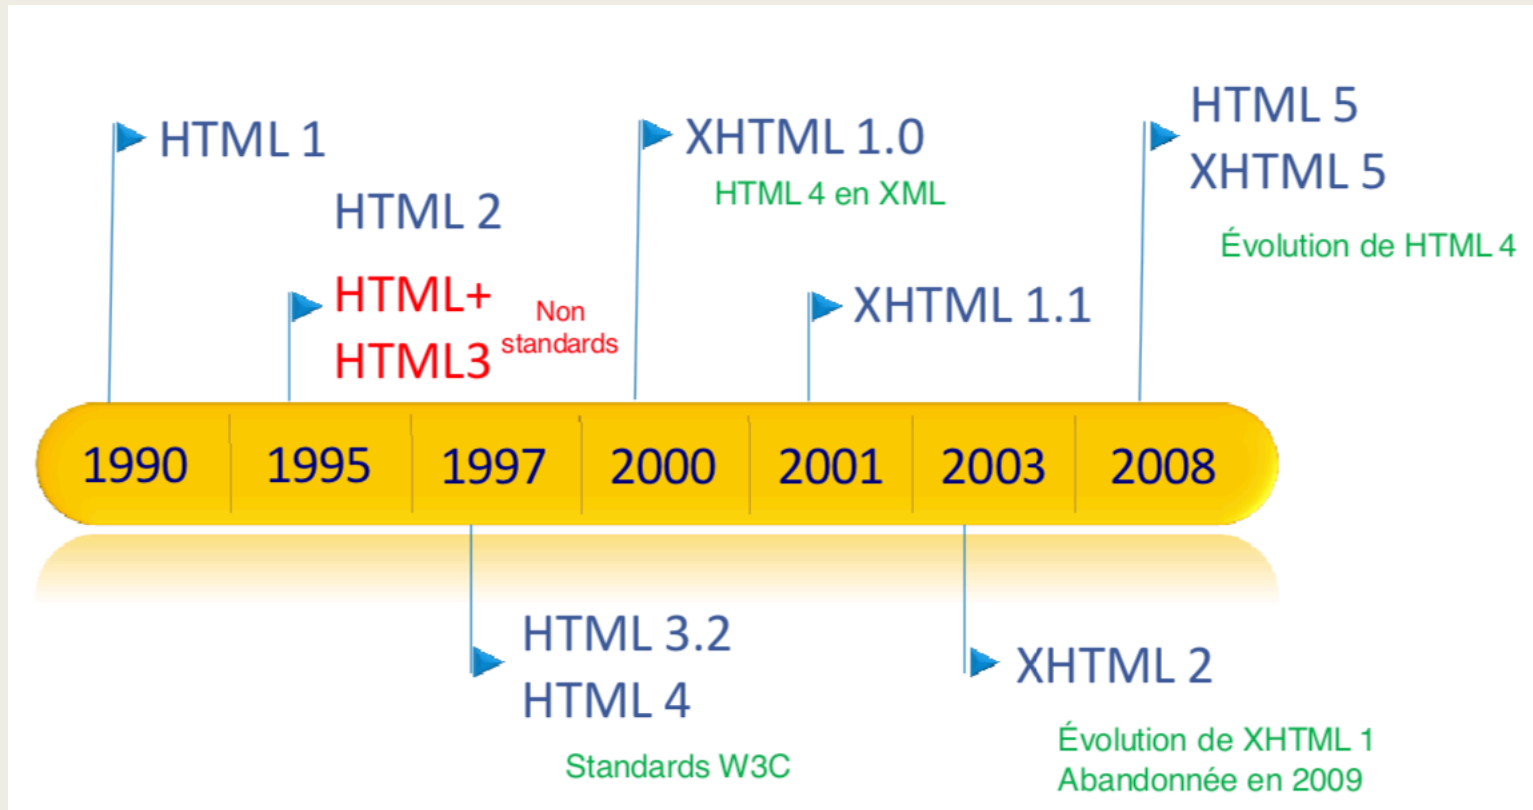 HTML 1
HTML 2
HTML+
HTML3
Non
standards
XHTML 1.0
HTML 4 en XML
XHTML 1.1
HTML 5
XHTML 5
Évolution de HTML 4
1990 1995 1997 2000 2001 2003 2008
HTML 3.2
HTML 4
Standards W3C
XHTML 2
Évolution de XHTML 1
Abandonnée en 2009